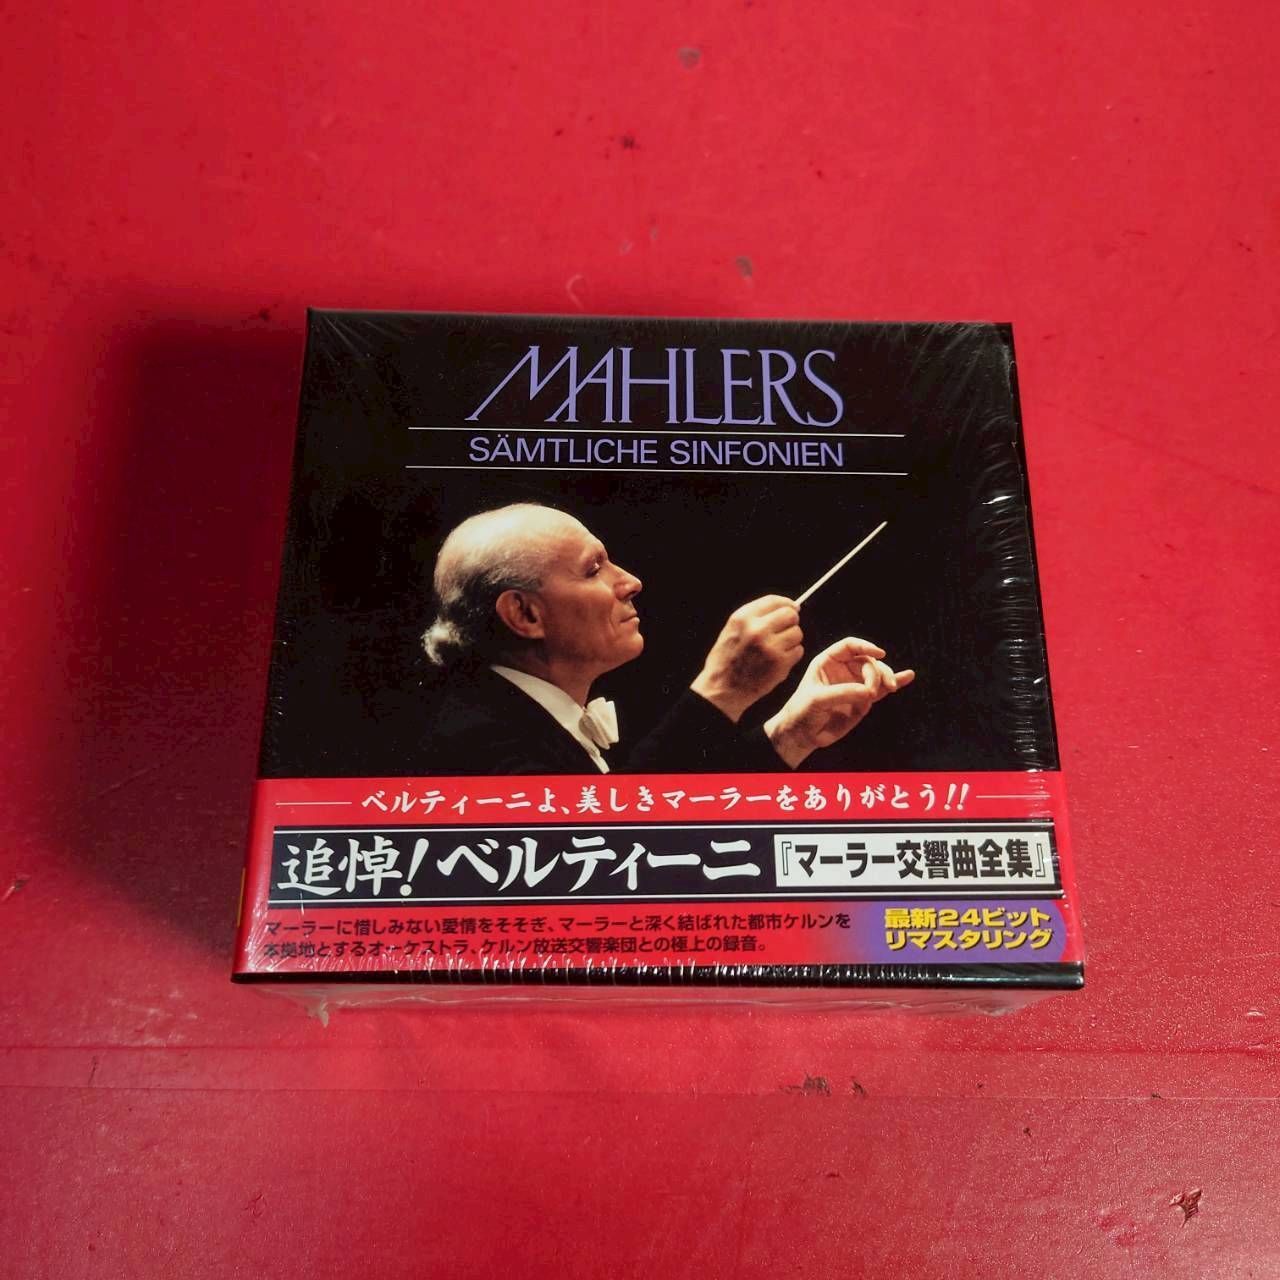 MAHLERS
SÄMTLICHE SINFONIEN
ベルティーニよ、美しきマーラーをありがとう!!
追悼!ベルティーニ『マーラー交響曲全集』
マーラーに惜しみない愛情をそそぎ、マーラーと深く結ばれた都市ケルンを
本拠地とするオーケストラ、ケルン放送交響楽団との極上の録音。
最新24ビット
リマスタリング